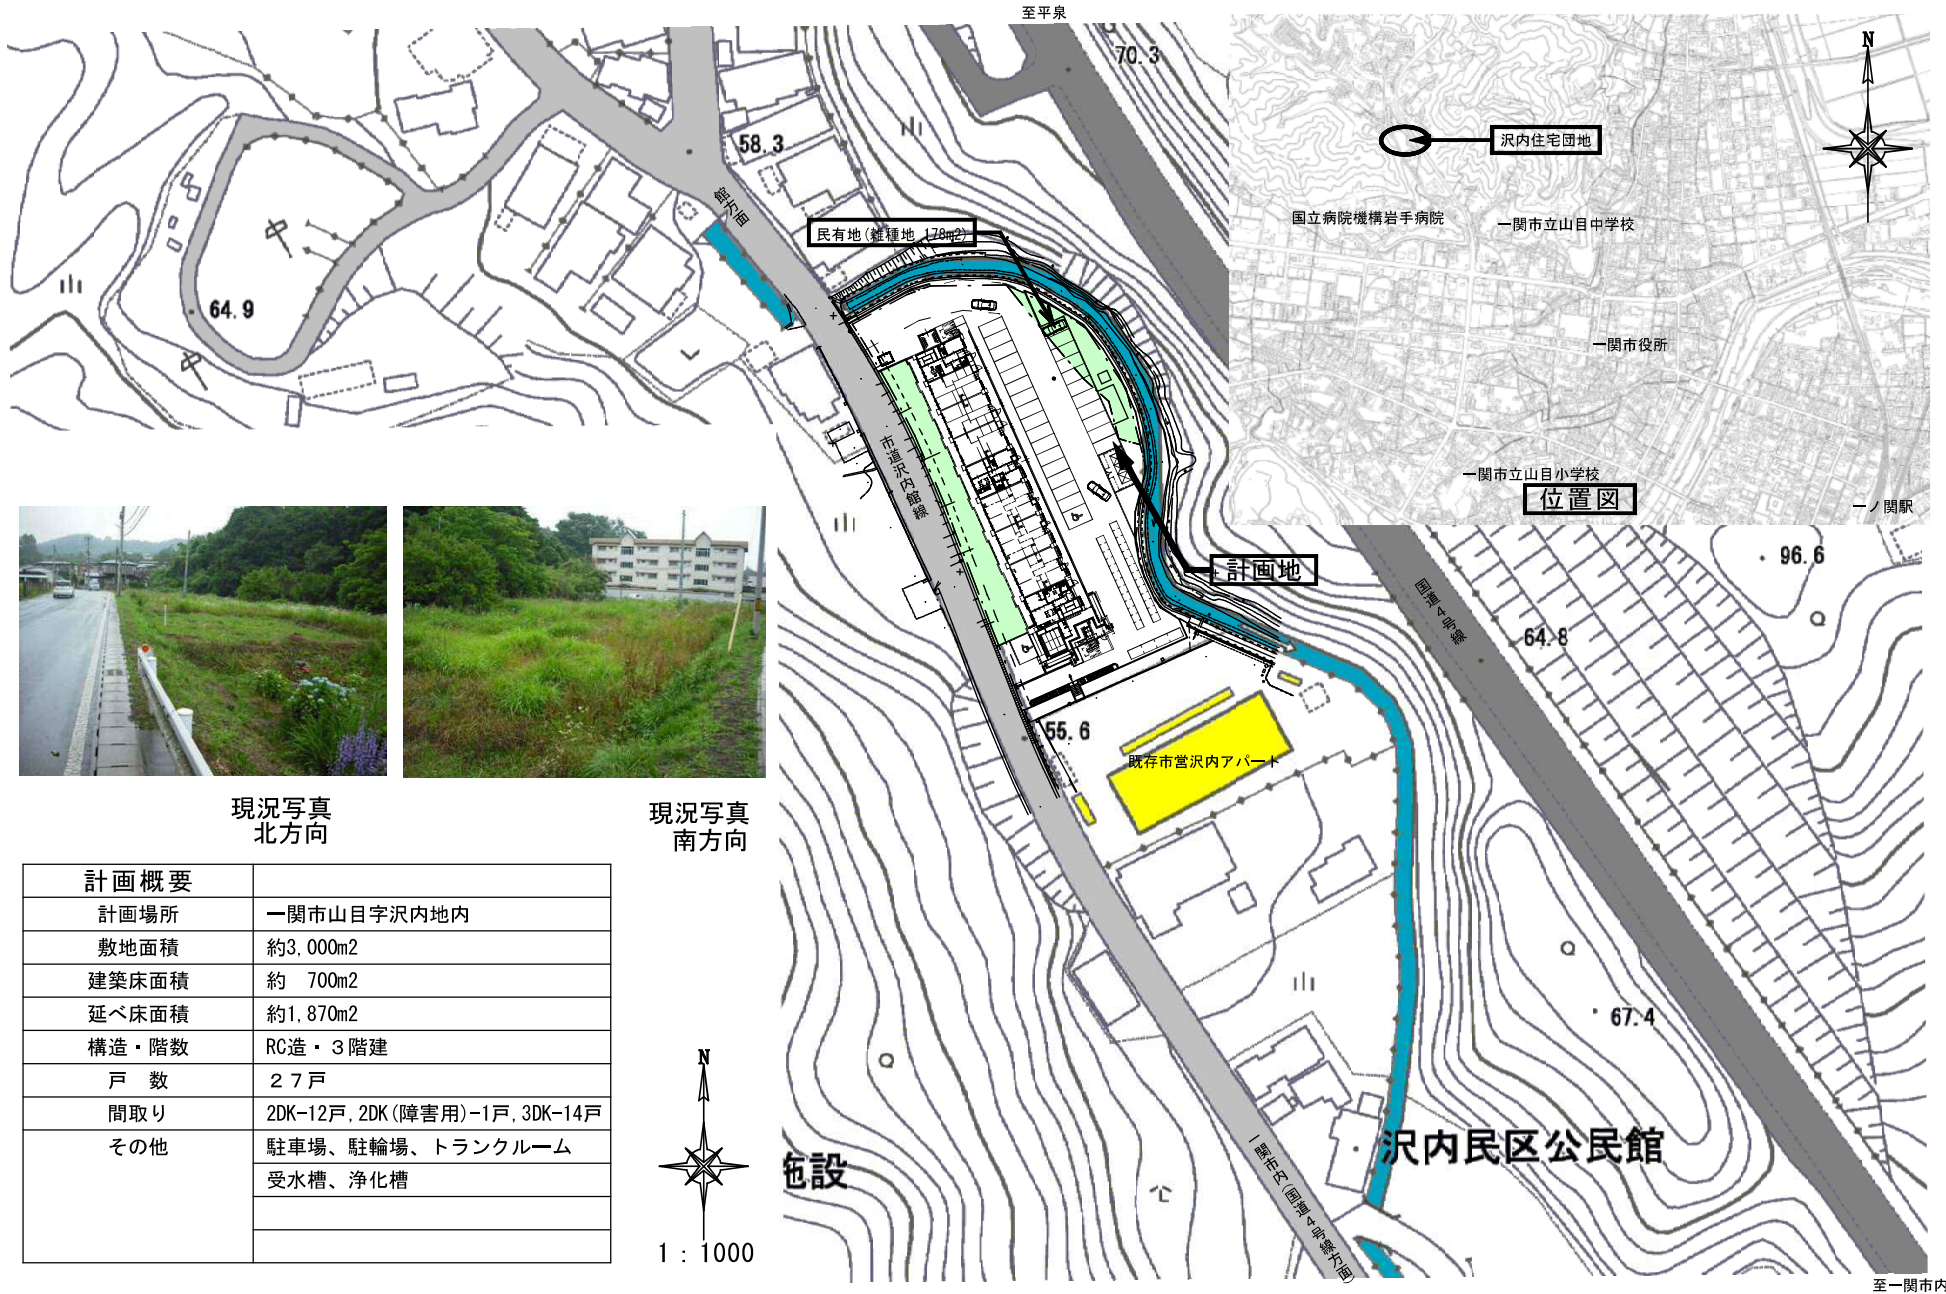 至平泉
70.3
58.3
館方面
民有地(雑種地 178m2)
64.9
市道沢内館線
計画地
55.6
既存市営沢内アパート
国道4号線
64.8
96.6
67.4
沢内民区公民館
施設
一関市内(国道4号線方面)
至一関市内
N
沢内住宅団地
国立病院機構岩手病院
一関市立山目中学校
一関市役所
一関市立山目小学校
位置図
一ノ関駅
現況写真
北方向
現況写真
南方向
計画概要
計画場所 一関市山目字沢内地内
敷地面積 約3,000m2
建築床面積 約 700m2
延べ床面積 約1,870m2
構造・階数 RC造・3階建
戸 数 27戸
間取り 2DK-12戸,2DK(障害用)-1戸,3DK-14戸
その他 駐車場、駐輪場、トランクルーム
受水槽、浄化槽
N
1:1000